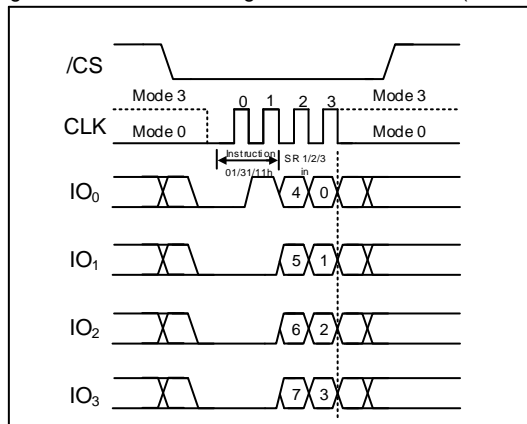 /CS
Mode 3 0 1 2 3 Mode 3
CLK Mode 0 Mode 0
Instruction SR 1/2/3
01/31/11h in
IO0 4 0
IO1 5 1
IO2 6 2
IO3 7 3